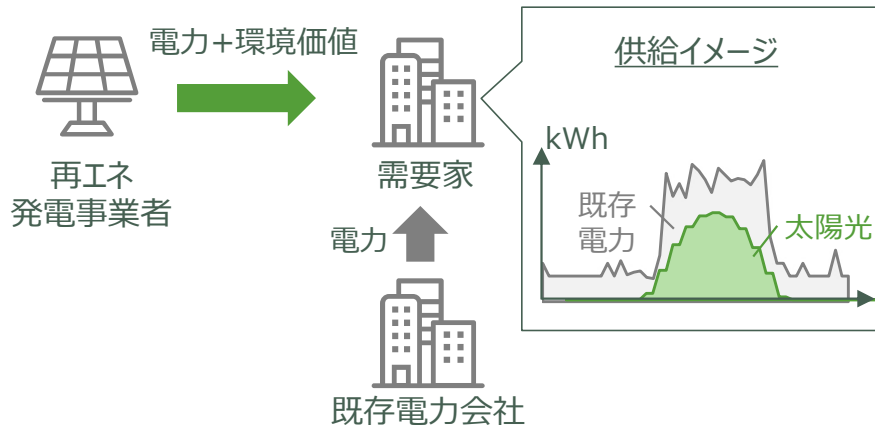 電力+環境価値
再エネ
発電事業者
需要家
電力
既存電力会社
供給イメージ
kWh
既存
電力
太陽光